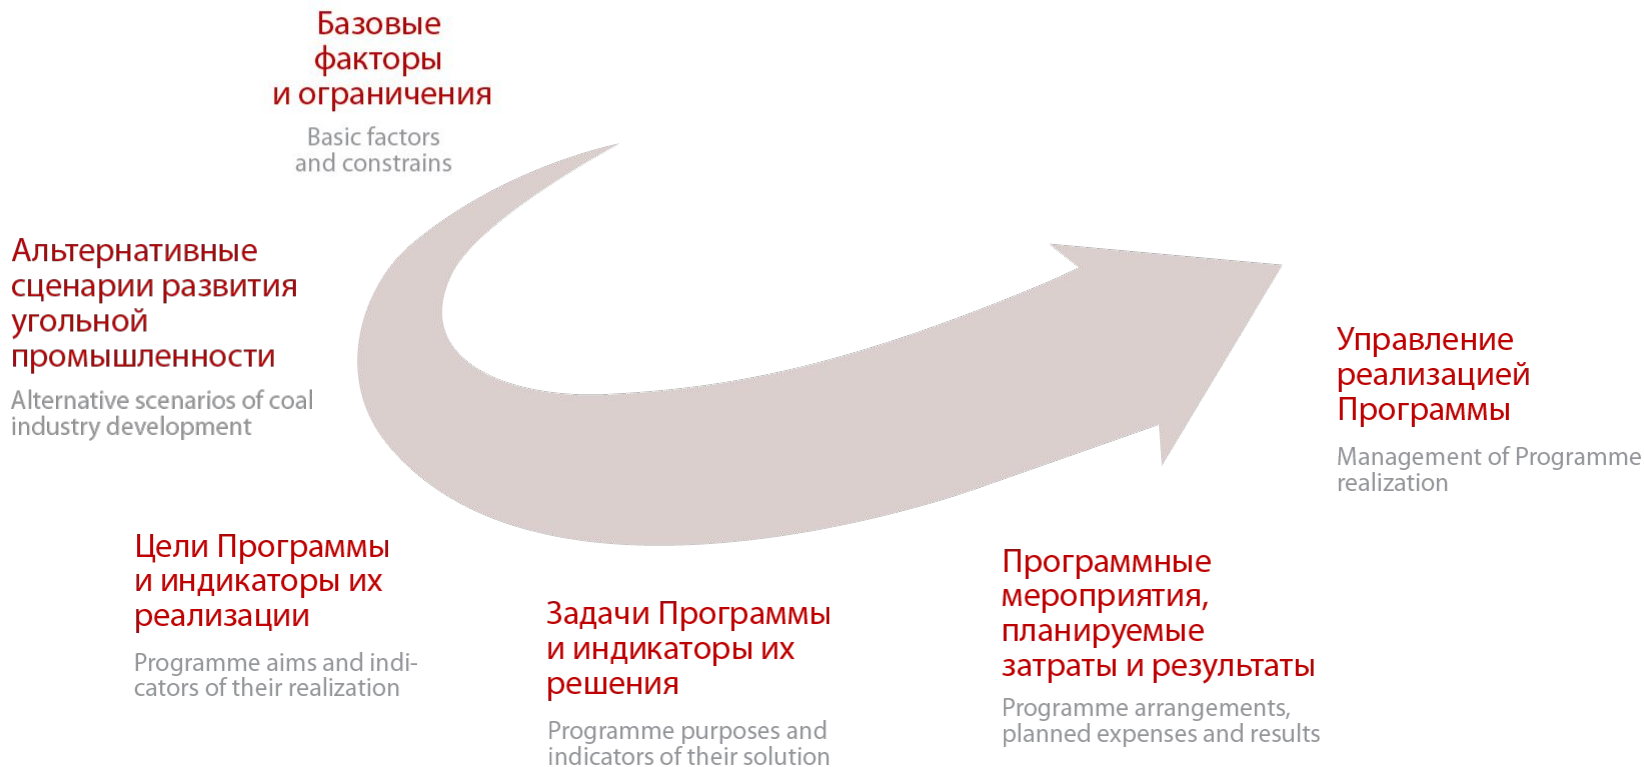 Базовые
факторы
и ограничения
Basic factors
and constrains
Альтернативные
сценарии развития
угольной
промышленности
Alternative scenarios of coal
industry development
Цели Программы
и индикаторы их
реализации
Programme aims and indi-
cators of their realization
Задачи Программы
и индикаторы их
решения
Programme purposes and
indicators of their solution
Программные
мероприятия,
планируемые
затраты и результаты
Programme arrangements,
planned expenses and results
Управление
реализацией
Программы
Management of Programme
realization